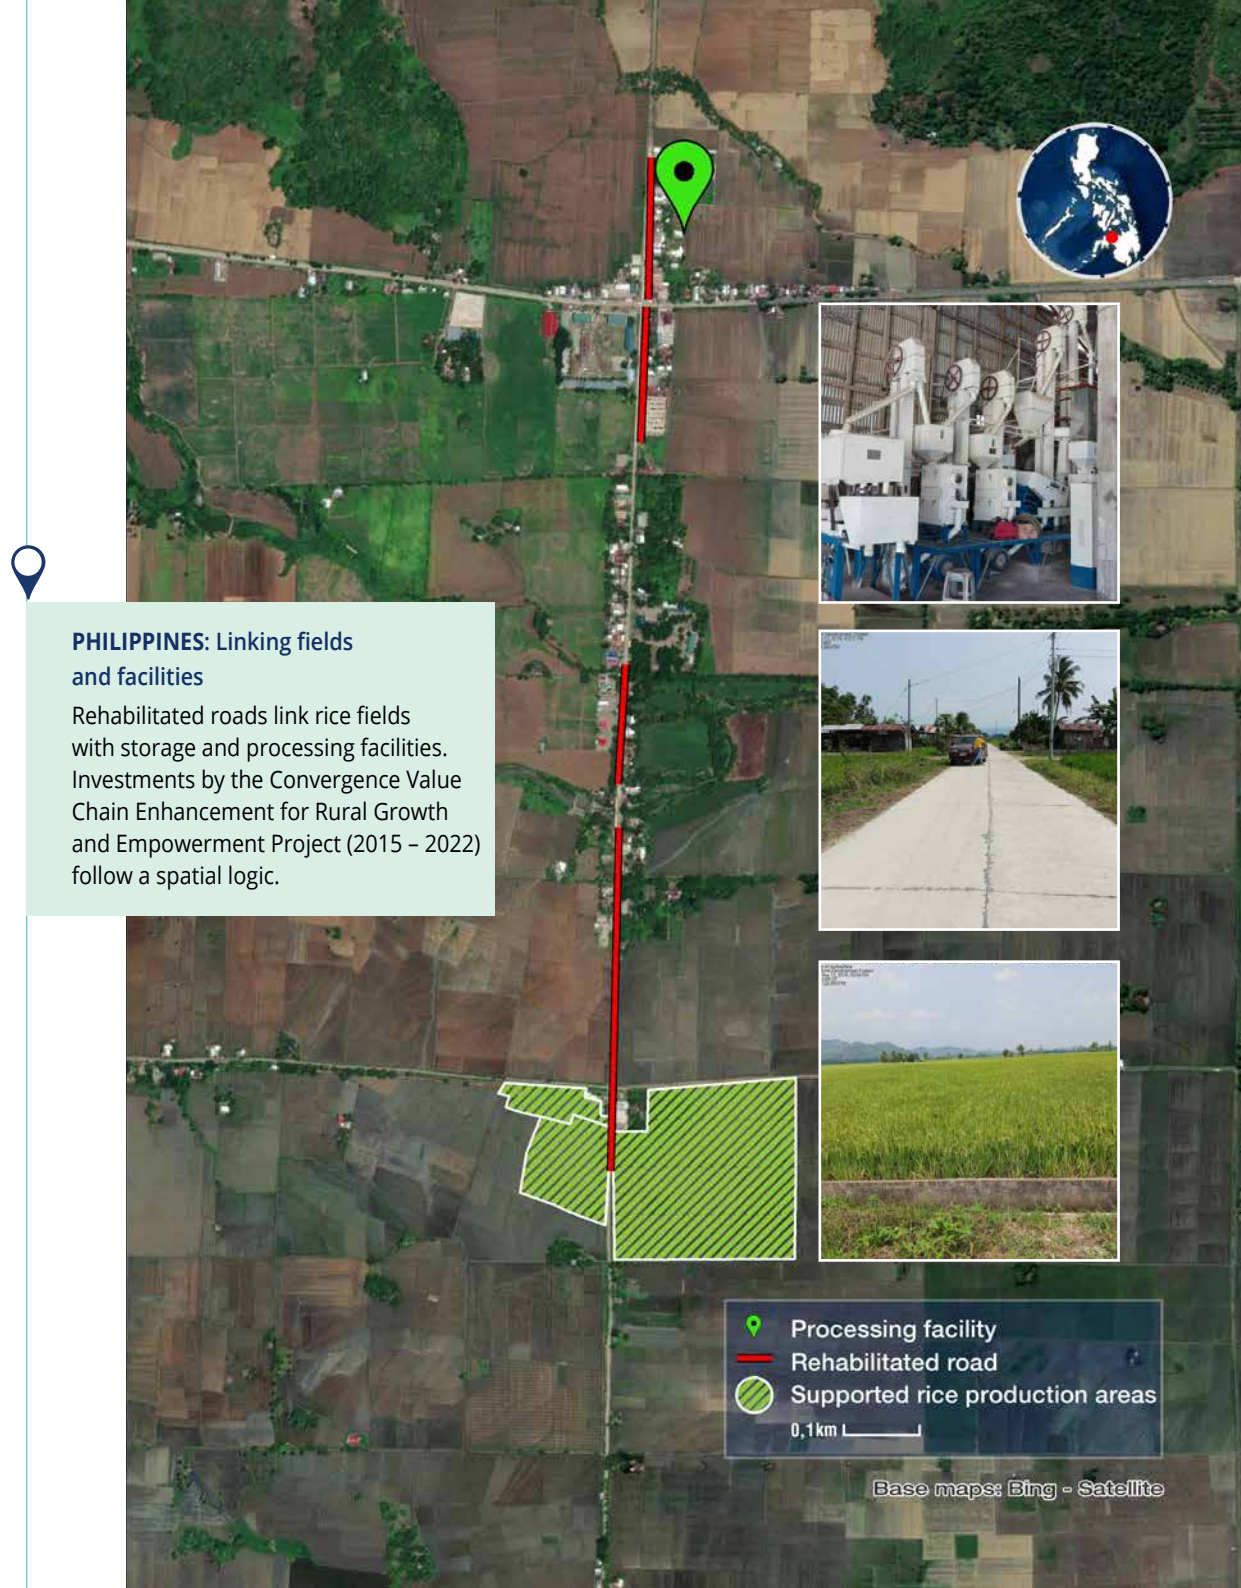 PHILIPPINES: Linking fields
and facilities
Rehabilitated roads link rice fields
with storage and processing facilities.
Investments by the Convergence Value
Chain Enhancement for Rural Growth
and Empowerment Project (2015 – 2022)
follow a spatial logic.
Processing facility
Rehabilitated road
Supported rice production areas
0,1km
Base maps: Bing - Satellite